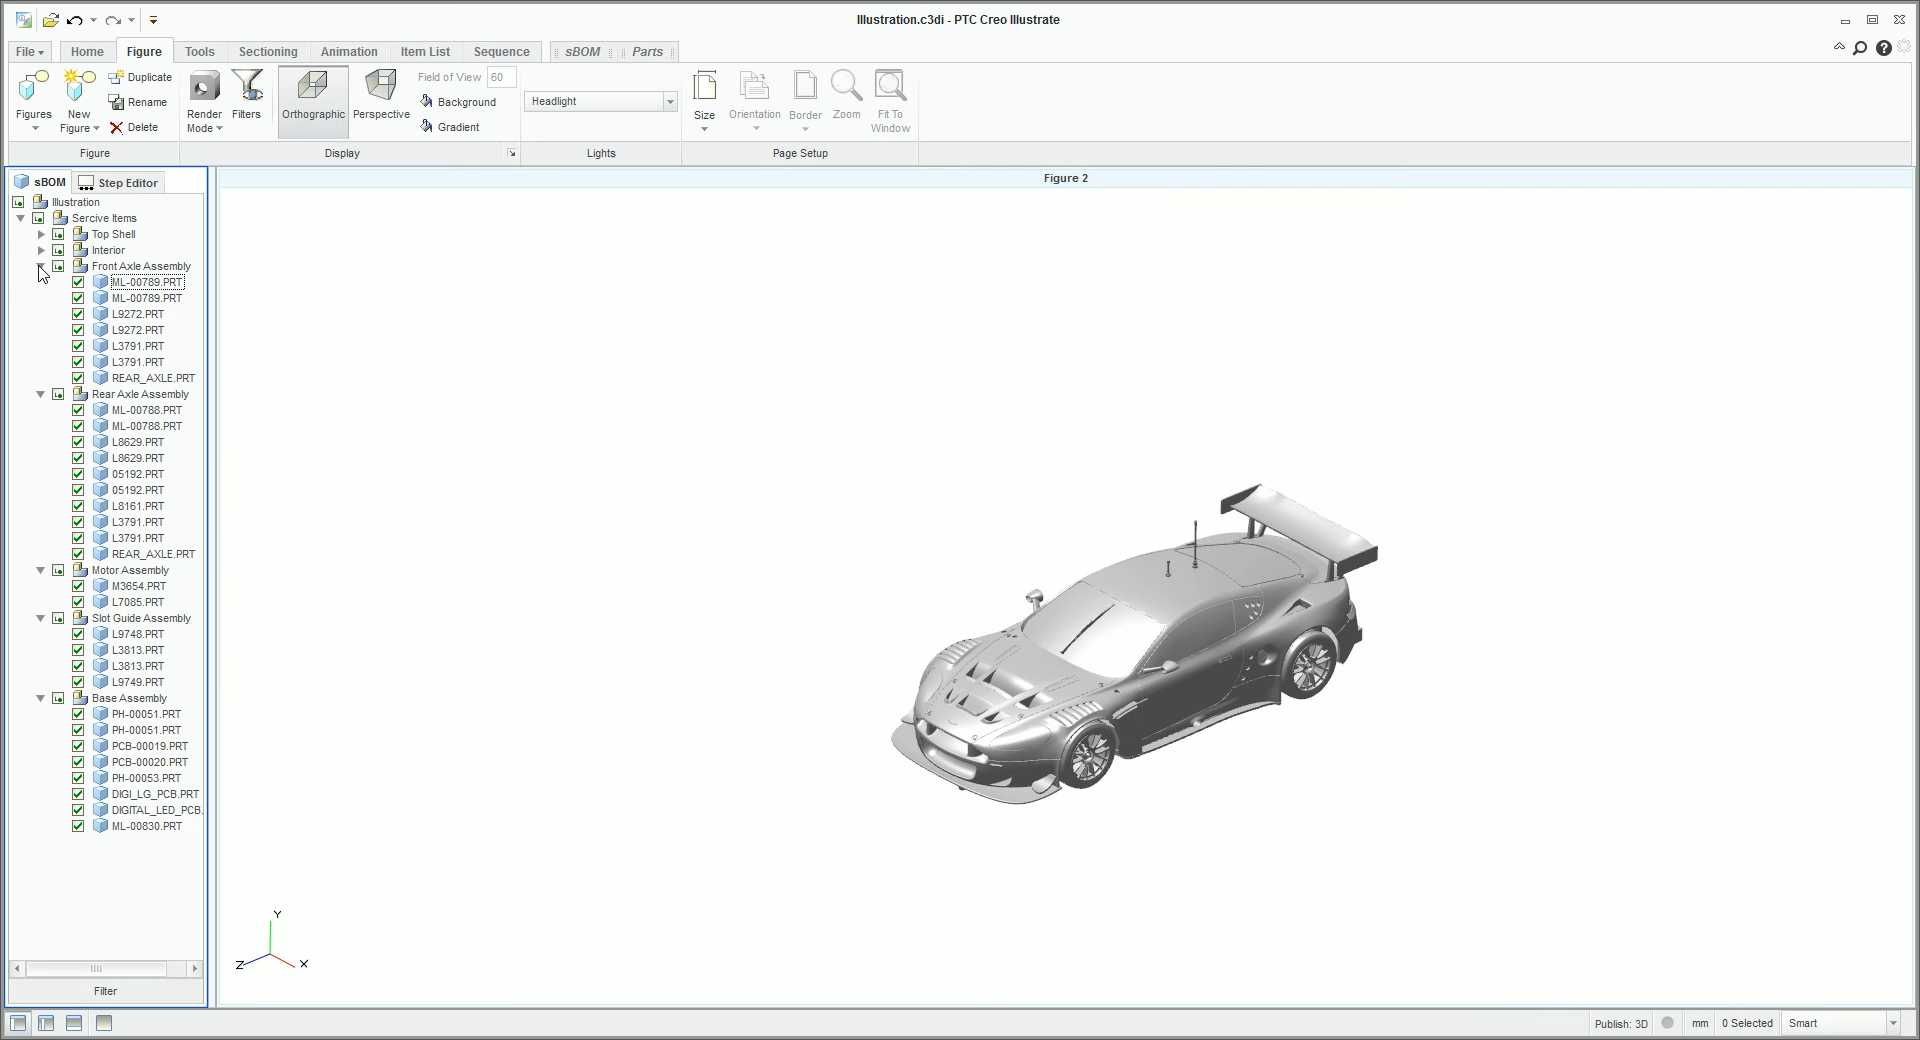 Illustration.c3di - PTC Creo Illustrate
File Home Figure Tools Sectioning Animation Item List Sequence sBOM Parts
Figures
New Figure
Duplicate
Rename
Delete
Render Mode
Filters
Orthographic
Perspective
Field of View 60
Background
Gradient
Headlight
Size
Orientation
Border
Zoom
Fit To Window
Figure Display Lights Page Setup
sBOM Step Editor
Figure 2
Illustration
Sercive Items
Top Shell
Interior
Front Axle Assembly
ML-00789.PRT
ML-00789.PRT
L9272.PRT
L9272.PRT
L3791.PRT
L3791.PRT
REAR_AXLE.PRT
Rear Axle Assembly
ML-00788.PRT
ML-00788.PRT
L8629.PRT
L8629.PRT
05192.PRT
05192.PRT
L8161.PRT
L3791.PRT
L3791.PRT
REAR_AXLE.PRT
Motor Assembly
M3654.PRT
L7085.PRT
Slot Guide Assembly
L9748.PRT
L3813.PRT
L3813.PRT
L9749.PRT
Base Assembly
PH-00051.PRT
PH-00051.PRT
PCB-00019.PRT
PCB-00020.PRT
PH-00053.PRT
DIGI_LG_PCB.PRT
DIGITAL_LED_PCB.
ML-00830.PRT
Y
Z X
Filter
Publish: 3D mm 0 Selected Smart